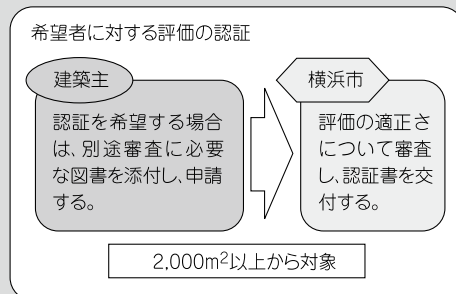 希望者に対する評価の認証
建築主
認証を希望する場合
は、別途審査に必要
な図書を添付し、申請
する。
横浜市
評価の適正さ
について審査
し、認証書を交
付する。
2,000m²以上から対象